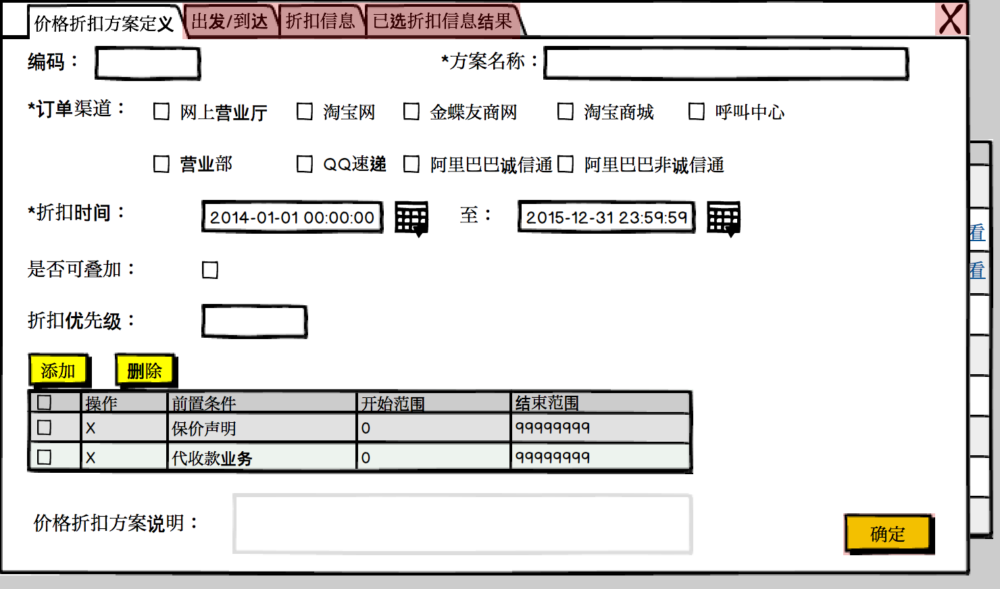 价格折扣方案定义 出发/到达 折扣信息 已选折扣信息结果 X
编码： *方案名称：
*订单渠道： 网上营业厅 淘宝网 金蝶友商网 淘宝商城 呼叫中心
营业部 QQ速递 阿里巴巴诚信通 阿里巴巴非诚信通
*折扣时间： 2014-01-01 00:00:00 至： 2015-12-31 23:59:59
看
是否可叠加：
看
折扣优先级：
添加 删除
操作 前置条件 开始范围 结束范围
X 保价声明 0 99999999
X 代收款业务 0 99999999
价格折扣方案说明：
确定